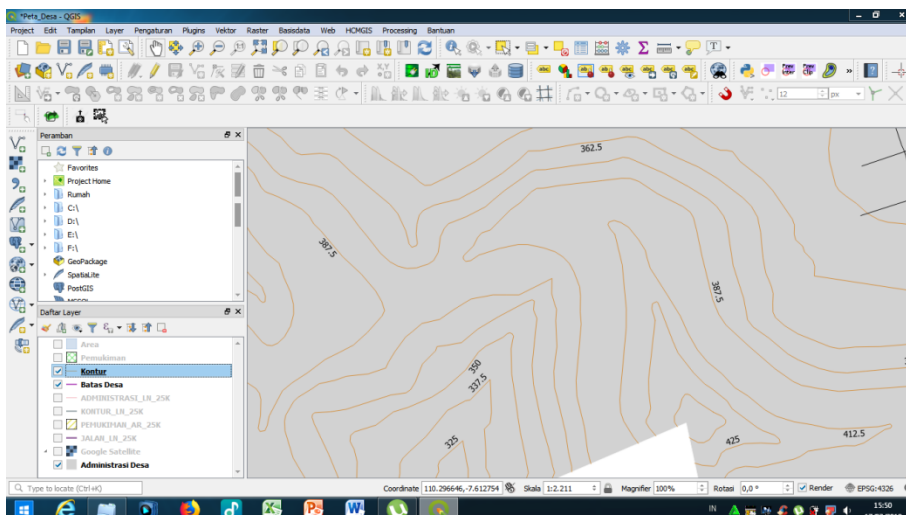 *Peta_Desa - QGIS
Project Edit Tampilan Layer Pengaturan Plugins Vektor Raster Basisdata Web HCMGIS Processing Bantuan
12 px
Peramban
Favorites
Project Home
Rumah
C:\
D:\
E:\
F:\
GeoPackage
SpatiaLite
PostGIS
MSSQL
Daftar Layer
Area
Pemukiman
Kontur
Batas Desa
ADMINISTRASI_LN_25K
KONTUR_LN_25K
PEMUKIMAN_AR_25K
JALAN_LN_25K
Google Satellite
Administrasi Desa
362.5
387.5
387.5
350
337.5
325
425
412.5
Type to locate (Ctrl+K) Coordinate 110.296646,-7.612754 Skala 1:2.211 Magnifier 100% Rotasi 0,0 ° Render EPSG:4326
IN 15:50